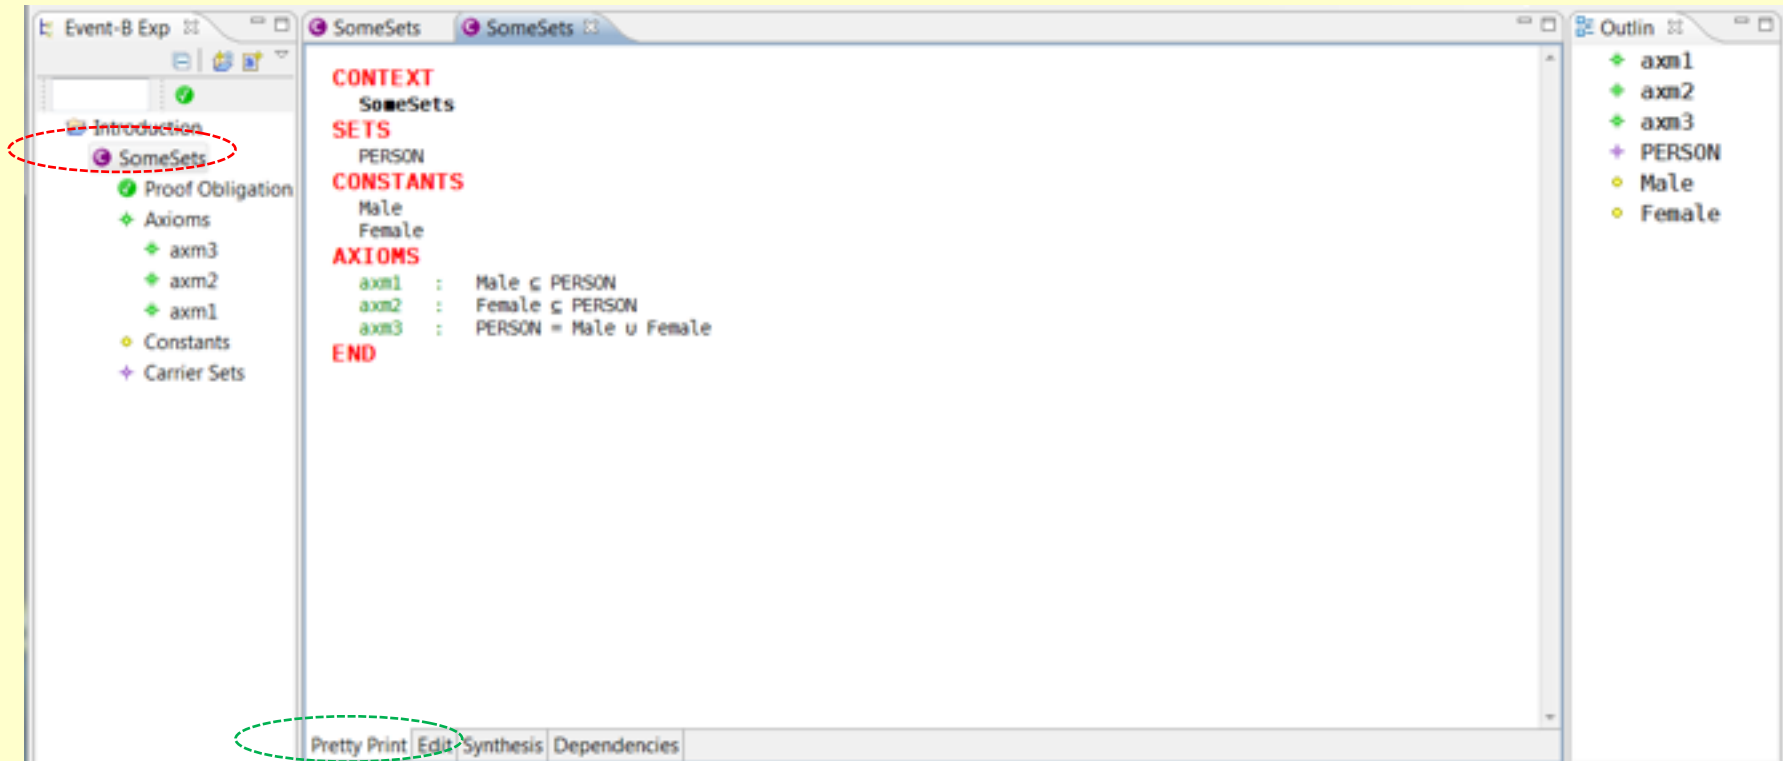 Event-B Exp
Introduction
SomeSets
Proof Obligation
Axioms
axm3
axm2
axm1
Constants
Carrier Sets
SomeSets
SomeSets
CONTEXT
SomeSets
SETS
PERSON
CONSTANTS
Male
Female
AXIOMS
axm1 : Male ⊆ PERSON
axm2 : Female ⊆ PERSON
axm3 : PERSON = Male ∪ Female
END
Pretty Print Edit Synthesis Dependencies
Outlin
axm1
axm2
axm3
PERSON
Male
Female